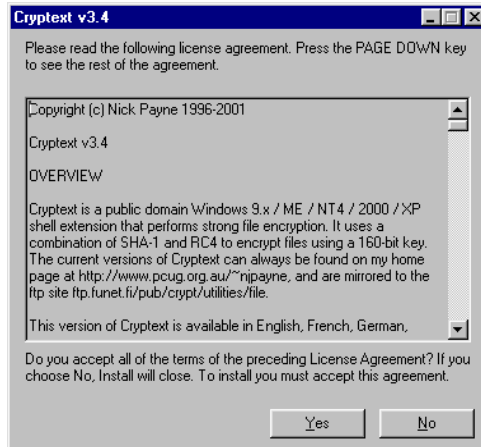 Cryptext v3.4
Please read the following license agreement. Press the PAGE DOWN key
to see the rest of the agreement.
Copyright (c) Nick Payne 1996-2001
Cryptext v3.4
OVERVIEW
Cryptext is a public domain Windows 9.x / ME / NT4 / 2000 / XP
shell extension that performs strong file encryption. It uses a
combination of SHA-1 and RC4 to encrypt files using a 160-bit key.
The current versions of Cryptext can always be found on my home
page at http://www.pcug.org.au/~njpayne, and are mirrored to the
ftp site ftp.funet.fi/pub/crypt/utilities/file.
This version of Cryptext is available in English, French, German,
Do you accept all of the terms of the preceding License Agreement? If you
choose No, Install will close. To install you must accept this agreement.
Yes No